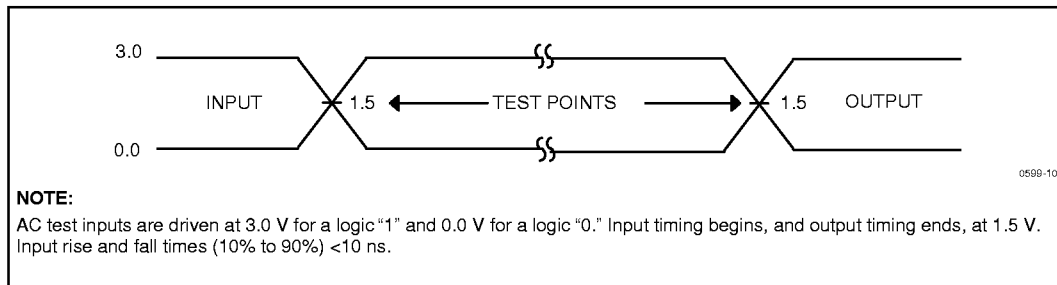 3.0
INPUT 1.5 TEST POINTS 1.5 OUTPUT
0.0
0599-10
NOTE:
AC test inputs are driven at 3.0 V for a logic “1” and 0.0 V for a logic “0.” Input timing begins, and output timing ends, at 1.5 V.
Input rise and fall times (10% to 90%) <10 ns.